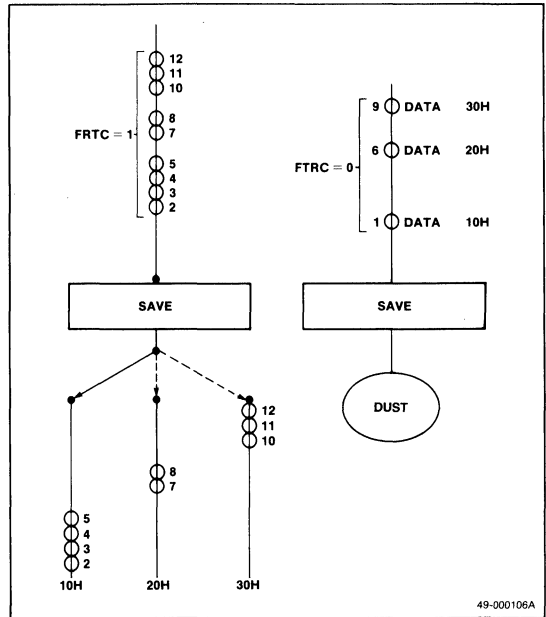 12
11
10
8
7
FRTC = 1
5
4
3
2
SAVE
12
11
10
8
7
5
4
3
2
10H 20H 30H
9 DATA 30H
6 DATA 20H
FTRC = 0
1 DATA 10H
SAVE
DUST
49-000106A